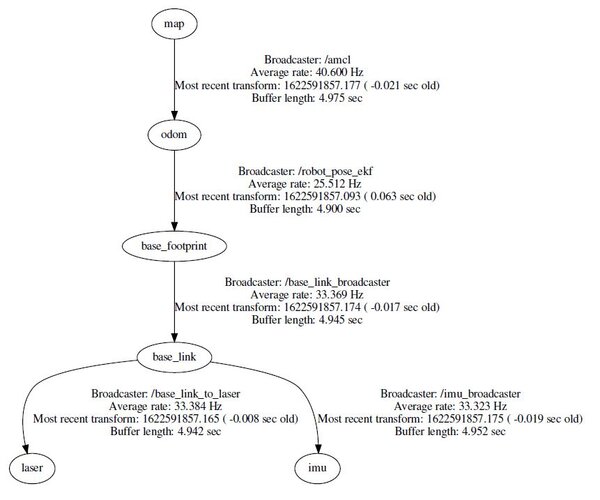 map
Broadcaster: /amcl
Average rate: 40.600 Hz
Most recent transform: 1622591857.177 ( -0.021 sec old)
Buffer length: 4.975 sec
odom
Broadcaster: /robot_pose_ekf
Average rate: 25.512 Hz
Most recent transform: 1622591857.093 ( 0.063 sec old)
Buffer length: 4.900 sec
base_footprint
Broadcaster: /base_link_broadcaster
Average rate: 33.369 Hz
Most recent transform: 1622591857.174 ( -0.017 sec old)
Buffer length: 4.945 sec
base_link
Broadcaster: /base_link_to_laser
Average rate: 33.384 Hz
Most recent transform: 1622591857.165 ( -0.008 sec old)
Buffer length: 4.942 sec
Broadcaster: /imu_broadcaster
Average rate: 33.323 Hz
Most recent transform: 1622591857.175 ( -0.019 sec old)
Buffer length: 4.952 sec
laser
imu